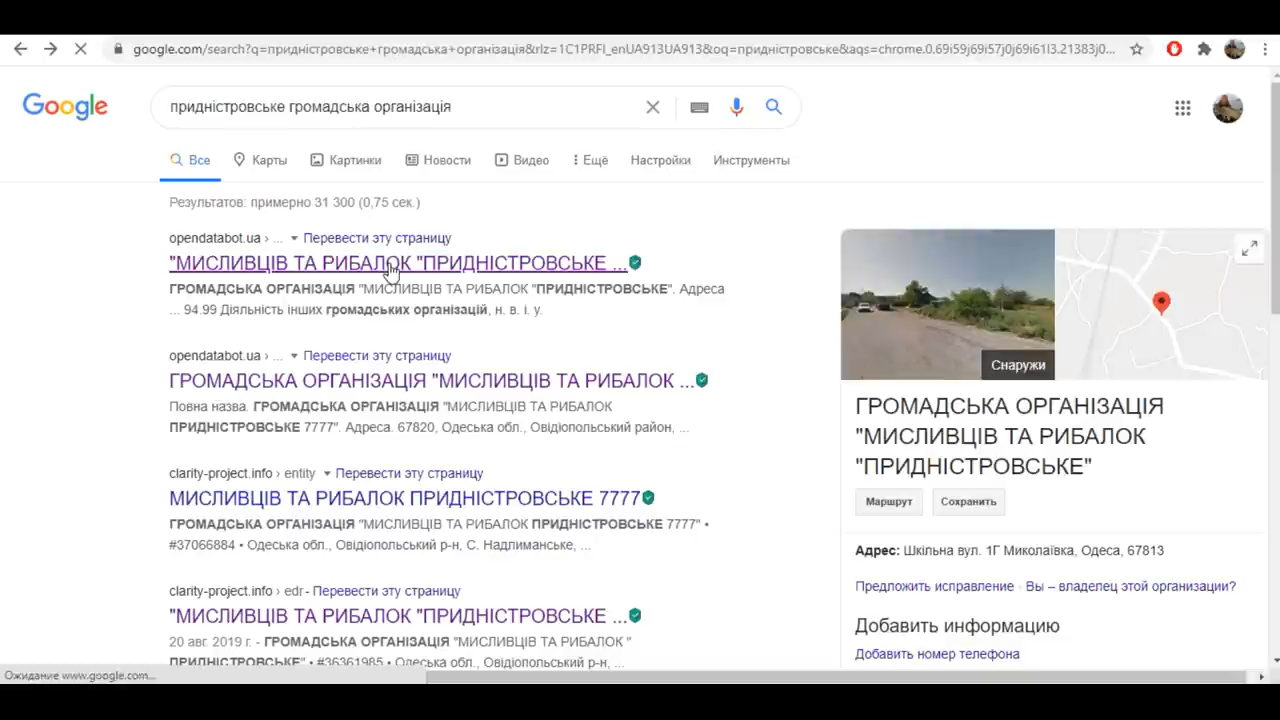 google.com/search?q=придністровське+громадська+організація&rlz=1C1PRFI_enUA913UA913&oq=придністровське&aqs=chrome.0.69i59j69i57j0j69i61l3.21383j0...
Google
придністровське громадська організація
Все Карты Картинки Новости Видео Ещё Настройки Инструменты
Результатов: примерно 31 300 (0,75 сек.)
opendatabot.ua › ... Перевести эту страницу
"МИСЛИВЦІВ ТА РИБАЛОК "ПРИДНІСТРОВСЬКЕ ...
ГРОМАДСЬКА ОРГАНІЗАЦІЯ "МИСЛИВЦІВ ТА РИБАЛОК "ПРИДНІСТРОВСЬКЕ". Адреса
... 94.99 Діяльність інших громадських організацій, н. в. і. у.
opendatabot.ua › ... Перевести эту страницу
ГРОМАДСЬКА ОРГАНІЗАЦІЯ "МИСЛИВЦІВ ТА РИБАЛОК ...
Повна назва. ГРОМАДСЬКА ОРГАНІЗАЦІЯ "МИСЛИВЦІВ ТА РИБАЛОК
ПРИДНІСТРОВСЬКЕ 7777". Адреса. 67820, Одеська обл., Овідіопольський район, ...
clarity-project.info › entity Перевести эту страницу
МИСЛИВЦІВ ТА РИБАЛОК ПРИДНІСТРОВСЬКЕ 7777
ГРОМАДСЬКА ОРГАНІЗАЦІЯ "МИСЛИВЦІВ ТА РИБАЛОК ПРИДНІСТРОВСЬКЕ 7777" •
#37066884 • Одеська обл., Овідіопольський р-н, С. Надлиманське, ...
clarity-project.info › edr - Перевести эту страницу
"МИСЛИВЦІВ ТА РИБАЛОК "ПРИДНІСТРОВСЬКЕ ...
20 авг. 2019 г. - ГРОМАДСЬКА ОРГАНІЗАЦІЯ "МИСЛИВЦІВ ТА РИБАЛОК "
ПРИДНІСТРОВСЬКЕ" • #36361985 • Одеська обл., Овідіопольський р-н, ...
Снаружи
ГРОМАДСЬКА ОРГАНІЗАЦІЯ
"МИСЛИВЦІВ ТА РИБАЛОК
"ПРИДНІСТРОВСЬКЕ"
Маршрут Сохранить
Адрес: Шкільна вул. 1Г Миколаївка, Одеса, 67813
Предложить исправление · Вы – владелец этой организации?
Добавить информацию
Добавить номер телефона
Ожидание www.google.com...